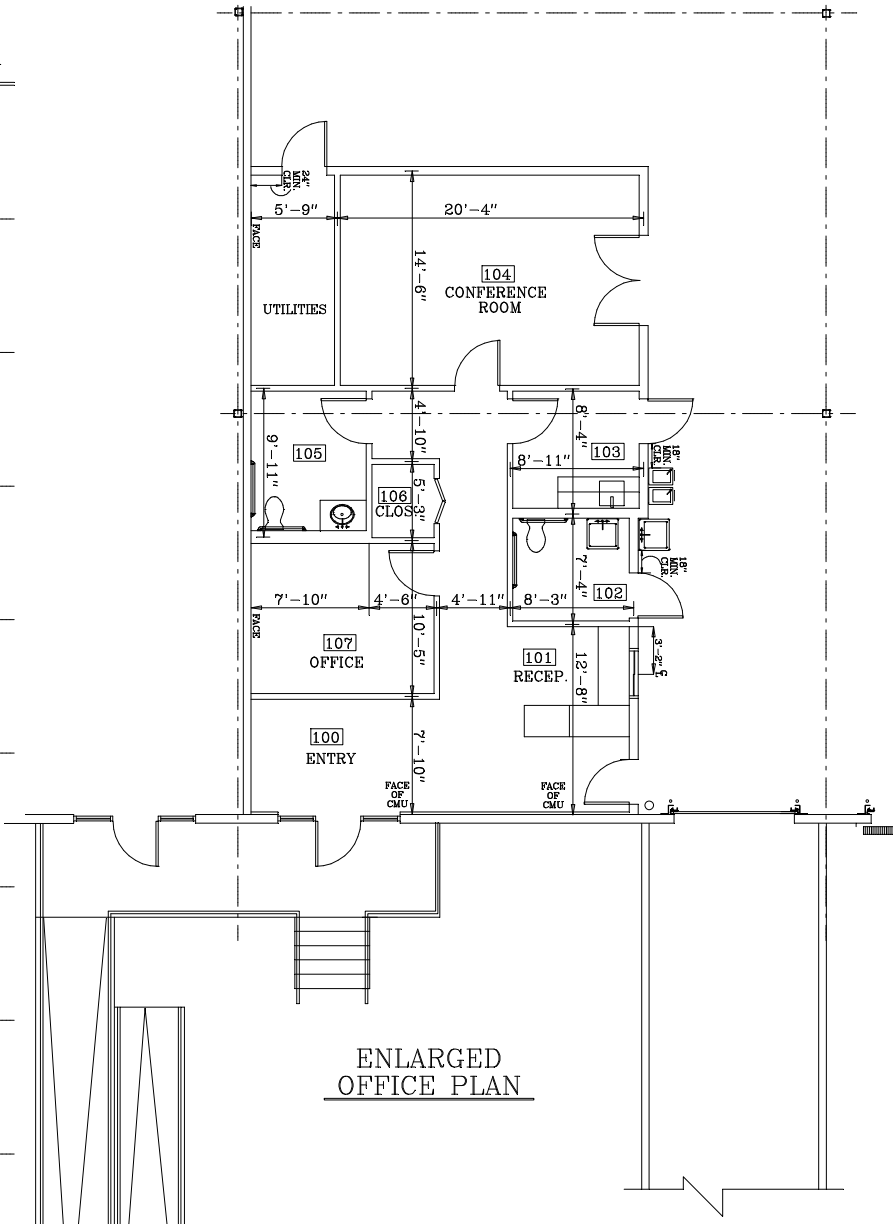 24"
MIN.
CLR.
5'-9"
20'-4"
FACE
14'-6"
104
CONFERENCE
ROOM
UTILITIES
4'-10"
8'-4"
9'-11"
105
103
8'-11"
18"
MIN.
CLR.
106
CLOS.
5'-3"
7'-4"
18"
MIN.
CLR.
102
7'-10"
4'-6"
4'-11"
8'-3"
FACE
10'-5"
107
OFFICE
101
RECEP.
12'-8"
3'-2"
CL
100
ENTRY
7'-10"
FACE
OF
CMU
FACE
OF
CMU
ENLARGED
OFFICE PLAN